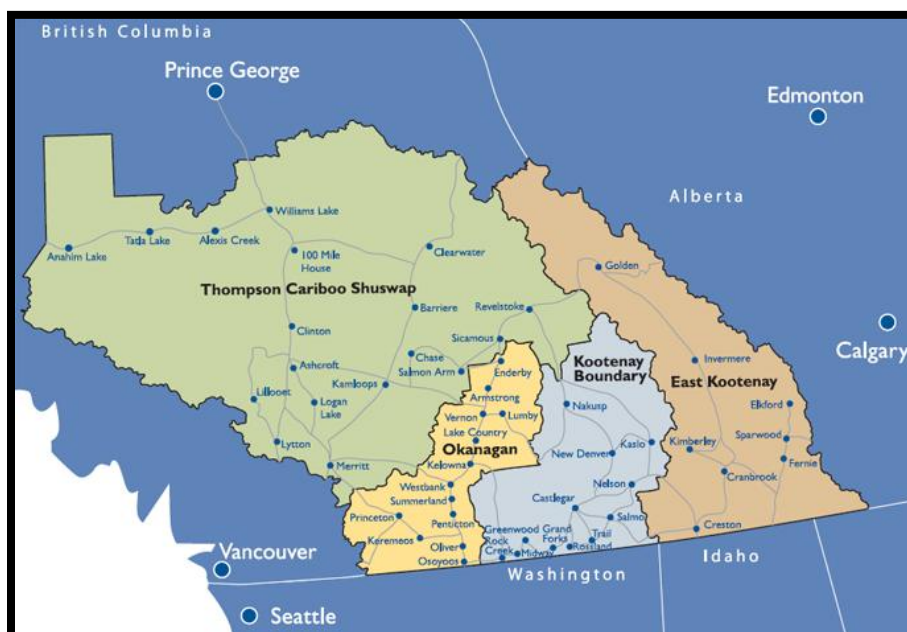 British Columbia
Prince George
Edmonton
Alberta
Williams Lake
Tatla Lake
Alexis Creek
Anahim Lake
100 Mile
House
Clearwater
Golden
Thompson Cariboo Shuswap
Barriere
Revelstoke
Clinton
Sicamous
Calgary
Chase
Salmon Arm
Enderby
Kootenay
Boundary
Invermere
Ashcroft
Kamloops
Armstrong
East Kootenay
Lillooet
Logan
Lake
Vernon
Lumby
Nakusp
Elkford
Lake Country
Okanagan
Lytton
Kaslo
Kimberley
Sparwood
New Denver
Merritt
Kelowna
Fernie
Cranbrook
Westbank
Nelson
Summerland
Castlegar
Princeton
Penticton
Salmo
Creston
Greenwood
Grand
Forks
Trail
Keremeos
Rock
Creek
Oliver
Midway
Rossland
Osoyoos
Vancouver
Washington
Idaho
Seattle